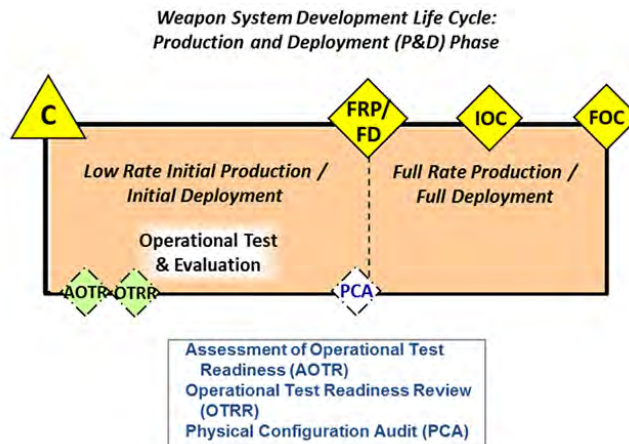 Weapon System Development Life Cycle:
Production and Deployment (P&D) Phase
C
FRP/
FD
IOC
FOC
Low Rate Initial Production /
Initial Deployment
Full Rate Production /
Full Deployment
Operational Test
& Evaluation
AOTR
OTRR
PCA
Assessment of Operational Test
Readiness (AOTR)
Operational Test Readiness Review
(OTRR)
Physical Configuration Audit (PCA)